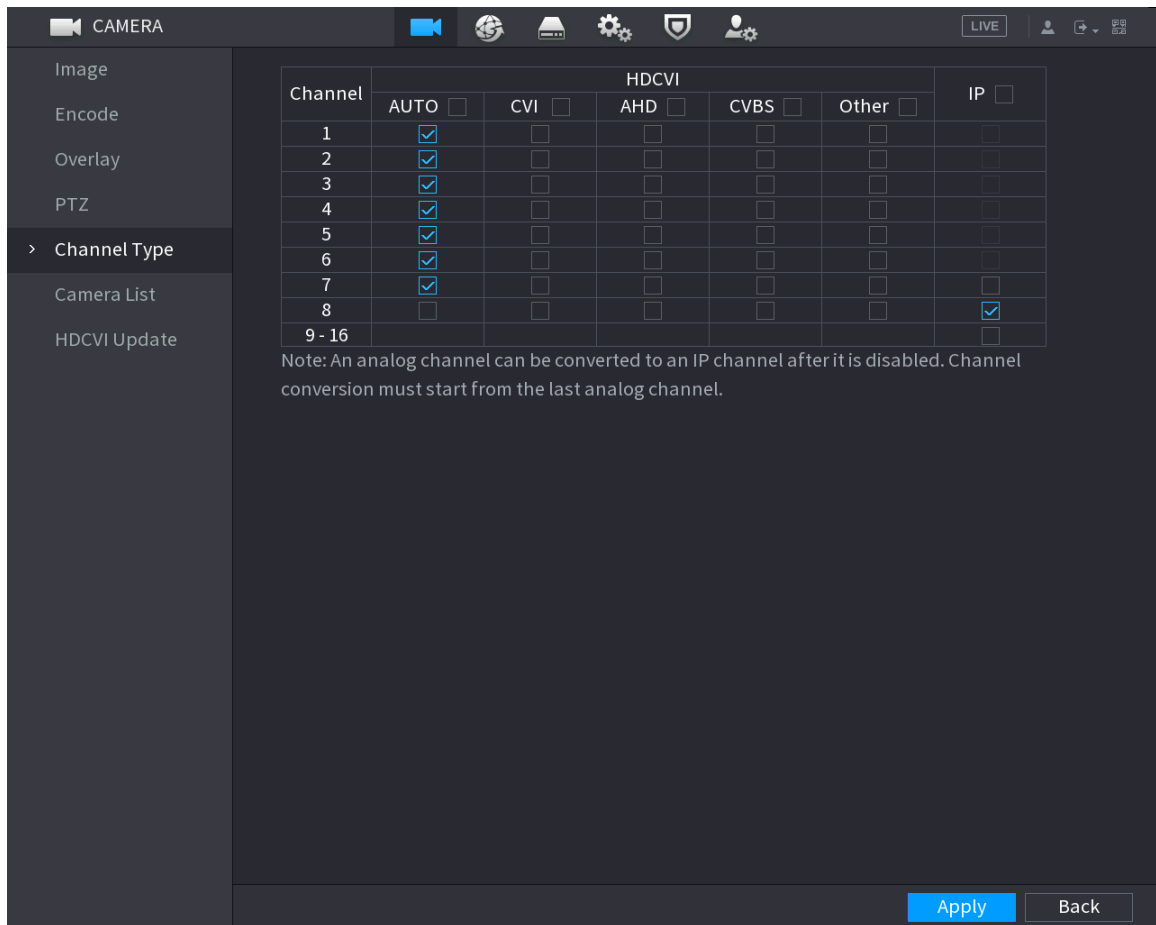 CAMERA
LIVE
Image
Encode
Overlay
PTZ
Channel Type
Camera List
HDCVI Update
Channel HDCVI IP
AUTO CVI AHD CVBS Other
1
2
3
4
5
6
7
8
9 - 16
Note: An analog channel can be converted to an IP channel after it is disabled. Channel
conversion must start from the last analog channel.
Apply Back